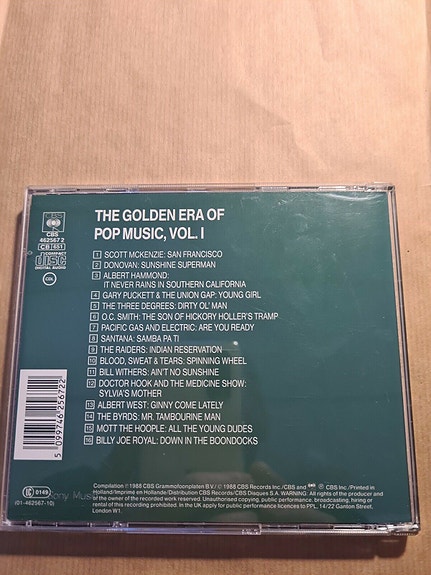 CBS
CBS
462567 2
CB 451
COMPACT
disc
DIGITAL AUDIO
THE GOLDEN ERA OF
POP MUSIC, VOL. I
1 SCOTT MCKENZIE: SAN FRANCISCO
2 DONOVAN: SUNSHINE SUPERMAN
3 ALBERT HAMMOND:
IT NEVER RAINS IN SOUTHERN CALIFORNIA
4 GARY PUCKETT & THE UNION GAP: YOUNG GIRL
5 THE THREE DEGREES: DIRTY OL' MAN
6 O.C. SMITH: THE SON OF HICKORY HOLLER'S TRAMP
7 PACIFIC GAS AND ELECTRIC: ARE YOU READY
8 SANTANA: SAMBA PA TI
9 THE RAIDERS: INDIAN RESERVATION
10 BLOOD, SWEAT & TEARS: SPINNING WHEEL
11 BILL WITHERS: AIN'T NO SUNSHINE
12 DOCTOR HOOK AND THE MEDICINE SHOW:
SYLVIA'S MOTHER
13 ALBERT WEST: GINNY COME LATELY
14 THE BYRDS: MR. TAMBOURINE MAN
15 MOTT THE HOOPLE: ALL THE YOUNG DUDES
16 BILLY JOE ROYAL: DOWN IN THE BOONDOCKS
5 099746 256722
0149
(01-462567-10)
Sony Music
Compilation ℗ 1988 CBS Grammofoonplaten B.V./ © 1988 CBS Records Inc./CBS and ® CBS Inc./Printed in
Holland/Imprime en Hollande/Distribution CBS Records/CBS Disques S.A. WARNING: All rights of the producer and
of the owner of the recorded work reserved. Unauthorised copying, public performance, broadcasting, hiring or
rental of this recording prohibited. In the UK apply for public performance licences to PPL, 14/22 Ganton Street,
London W1.